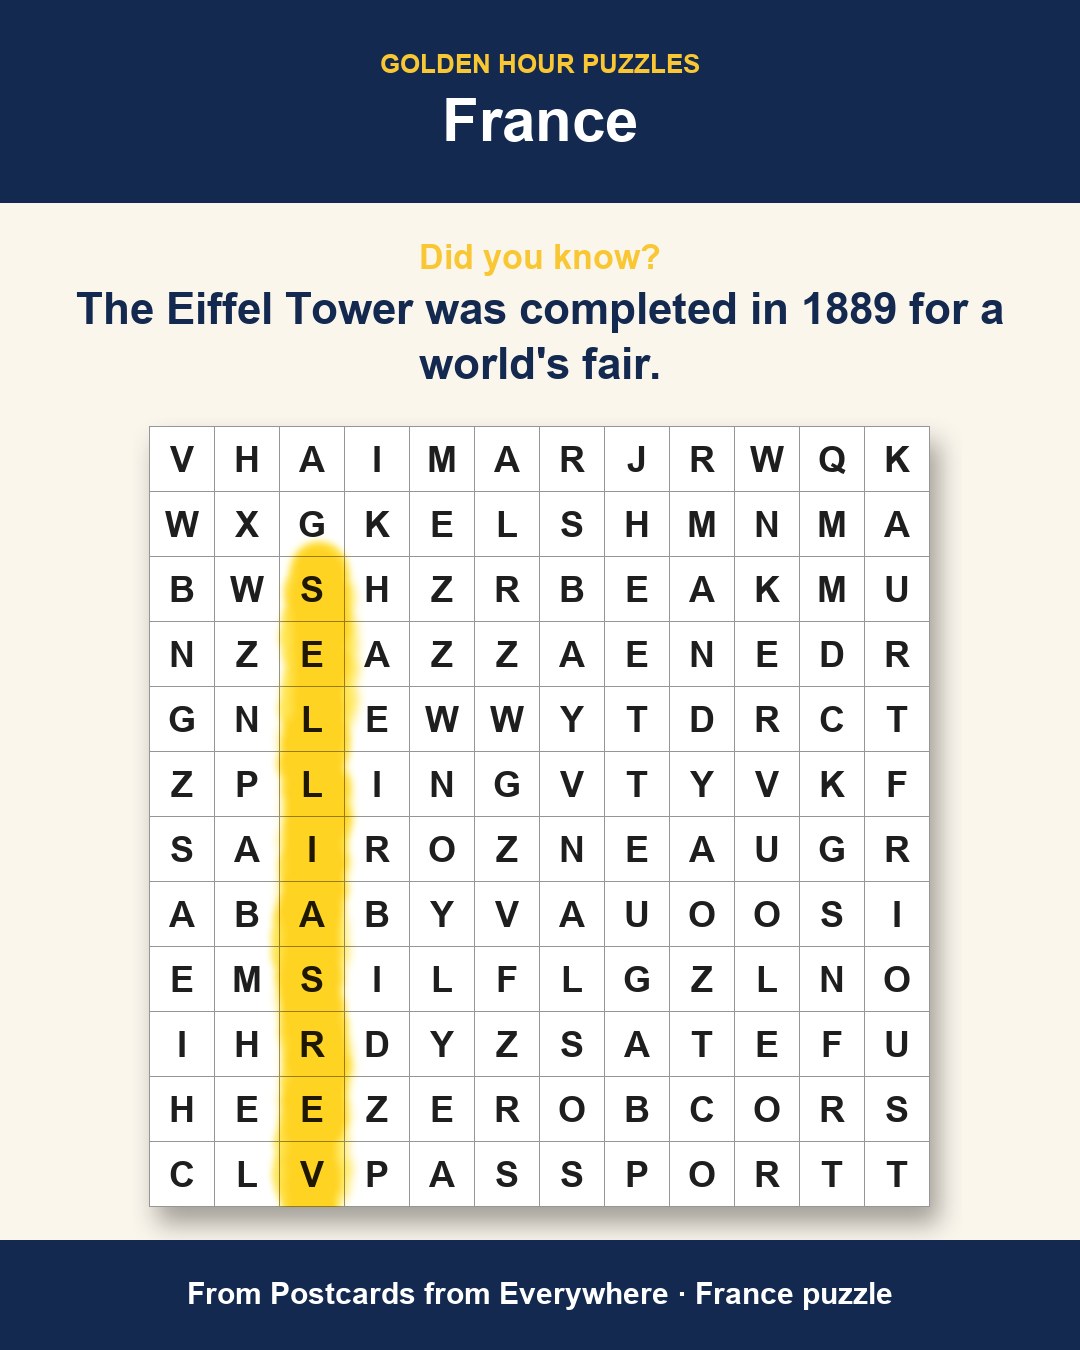 GOLDEN HOUR PUZZLES
France
Did you know?
The Eiffel Tower was completed in 1889 for a
world's fair.
V H A I M A R J R W Q K
W X G K E L S H M N M A
B W S H Z R B E A K M U
N Z E A Z Z A E N E D R
G N L E W W Y T D R C T
Z P L I N G V T Y V K F
S A I R O Z N E A U G R
A B A B Y V A U O O S I
E M S I L F L G Z L N O
I H R D Y Z S A T E F U
H E E Z E R O B C O R S
C L V P A S S P O R T T
From Postcards from Everywhere · France puzzle